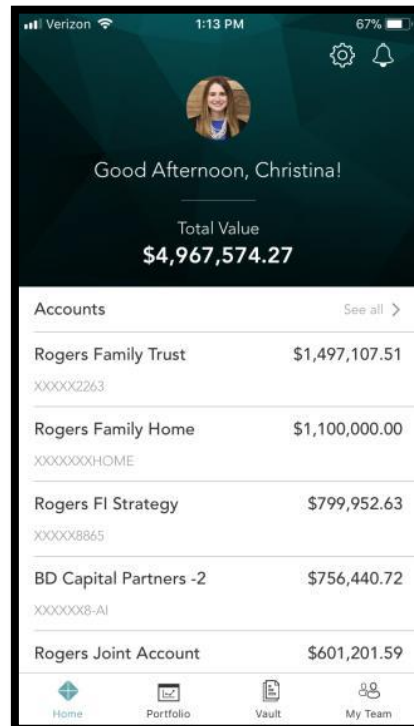 Verizon 1:13 PM 67%
Good Afternoon, Christina!
Total Value
$4,967,574.27
Accounts See all >
Rogers Family Trust $1,497,107.51
XXXXX2263
Rogers Family Home $1,100,000.00
XXXXXXXHOME
Rogers FI Strategy $799,952.63
XXXXX8865
BD Capital Partners -2 $756,440.72
XXXXXX8-AI
Rogers Joint Account $601,201.59
Home Portfolio Vault My Team